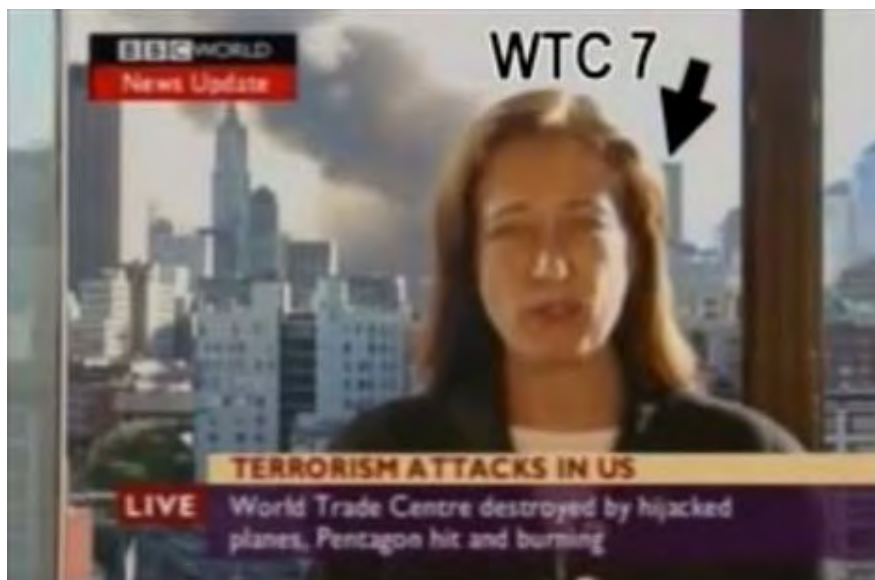 BBC WORLD
News Update
WTC 7
TERRORISM ATTACKS IN US
LIVE
World Trade Centre destroyed by hijacked
planes, Pentagon hit and burning